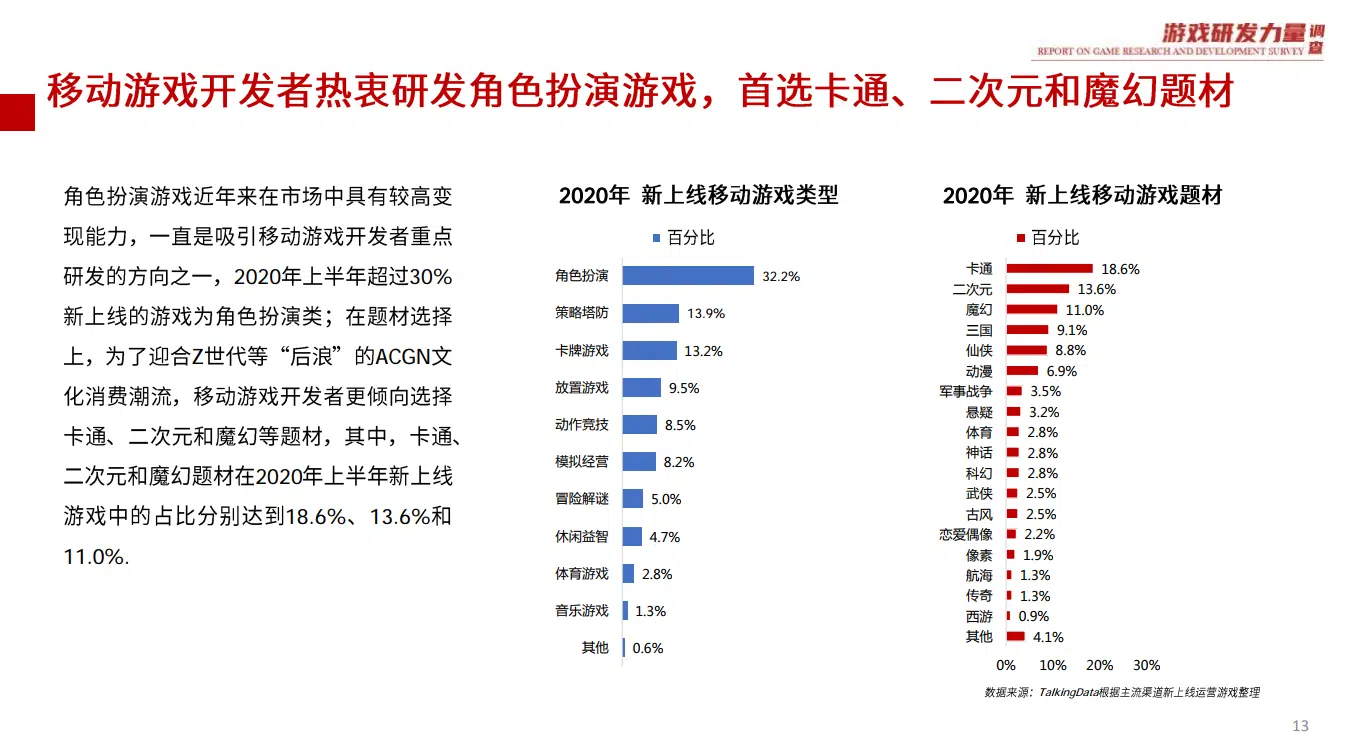 游戏研发力量调查
REPORT ON GAME RESEARCH AND DEVELOPMENT SURVEY
移动游戏开发者热衷研发角色扮演游戏，首选卡通、二次元和魔幻题材
角色扮演游戏近年来在市场中具有较高变
现能力，一直是吸引移动游戏开发者重点
研发的方向之一，2020年上半年超过30%
新上线的游戏为角色扮演类；在题材选择
上，为了迎合Z世代等“后浪”的ACGN文
化消费潮流，移动游戏开发者更倾向选择
卡通、二次元和魔幻等题材，其中，卡通、
二次元和魔幻题材在2020年上半年新上线
游戏中的占比分别达到18.6%、13.6%和
11.0%.
2020年 新上线移动游戏类型
百分比
角色扮演 32.2%
策略塔防 13.9%
卡牌游戏 13.2%
放置游戏 9.5%
动作竞技 8.5%
模拟经营 8.2%
冒险解谜 5.0%
休闲益智 4.7%
体育游戏 2.8%
音乐游戏 1.3%
其他 0.6%
2020年 新上线移动游戏题材
百分比
卡通 18.6%
二次元 13.6%
魔幻 11.0%
三国 9.1%
仙侠 8.8%
动漫 6.9%
军事战争 3.5%
悬疑 3.2%
体育 2.8%
神话 2.8%
科幻 2.8%
武侠 2.5%
古风 2.5%
恋爱偶像 2.2%
像素 1.9%
航海 1.3%
传奇 1.3%
西游 0.9%
其他 4.1%
0% 10% 20% 30%
数据来源：TalkingData根据主流渠道新上线运营游戏整理
13